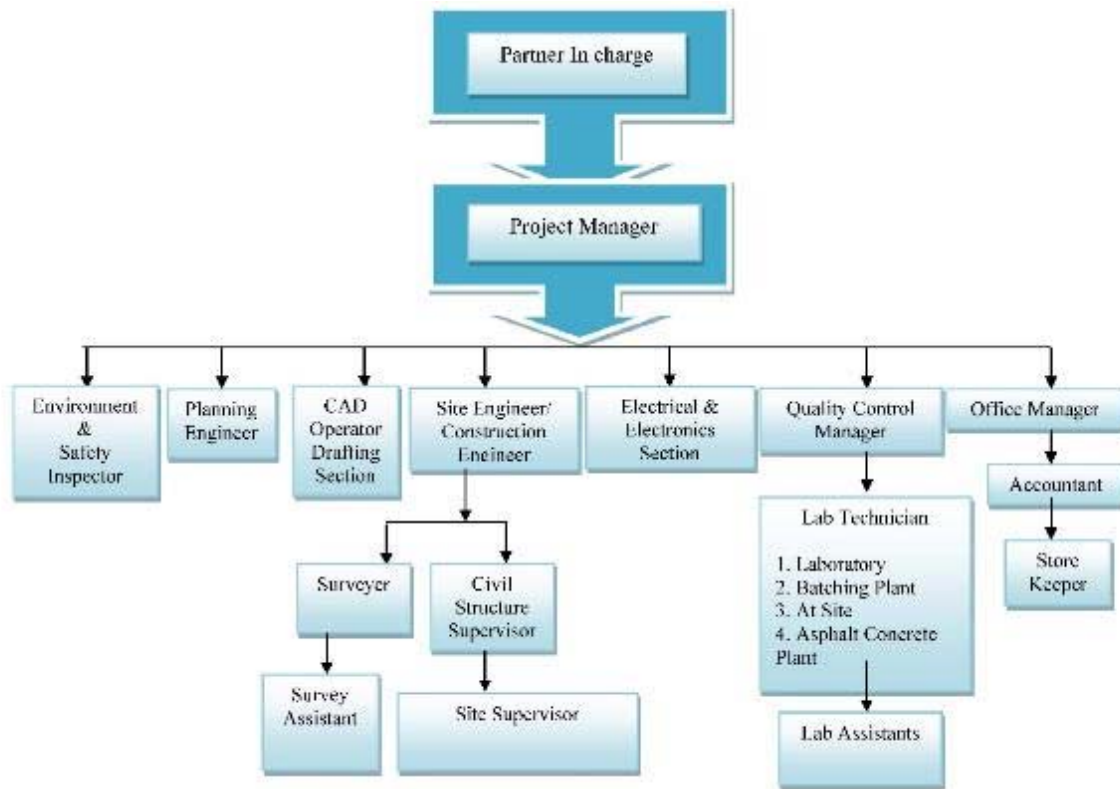 Partner In charge
Project Manager
Environment
&
Safety
Inspector
Planning
Engineer
CAD
Operator
Drafting
Section
Site Engineer/
Construction
Eneineer
Electrical &
Electronics
Section
Quality Control
Manager
Office Manager
Accountant
Store
Keeper
Lab Technician
1. Laboratory
2. Batching Plant
3. At Site
4. Asphalt Concrete
Plant
Lab Assistants
Surveyer
Civil
Structure
Supervisor
Survey
Assistant
Site Supervisor